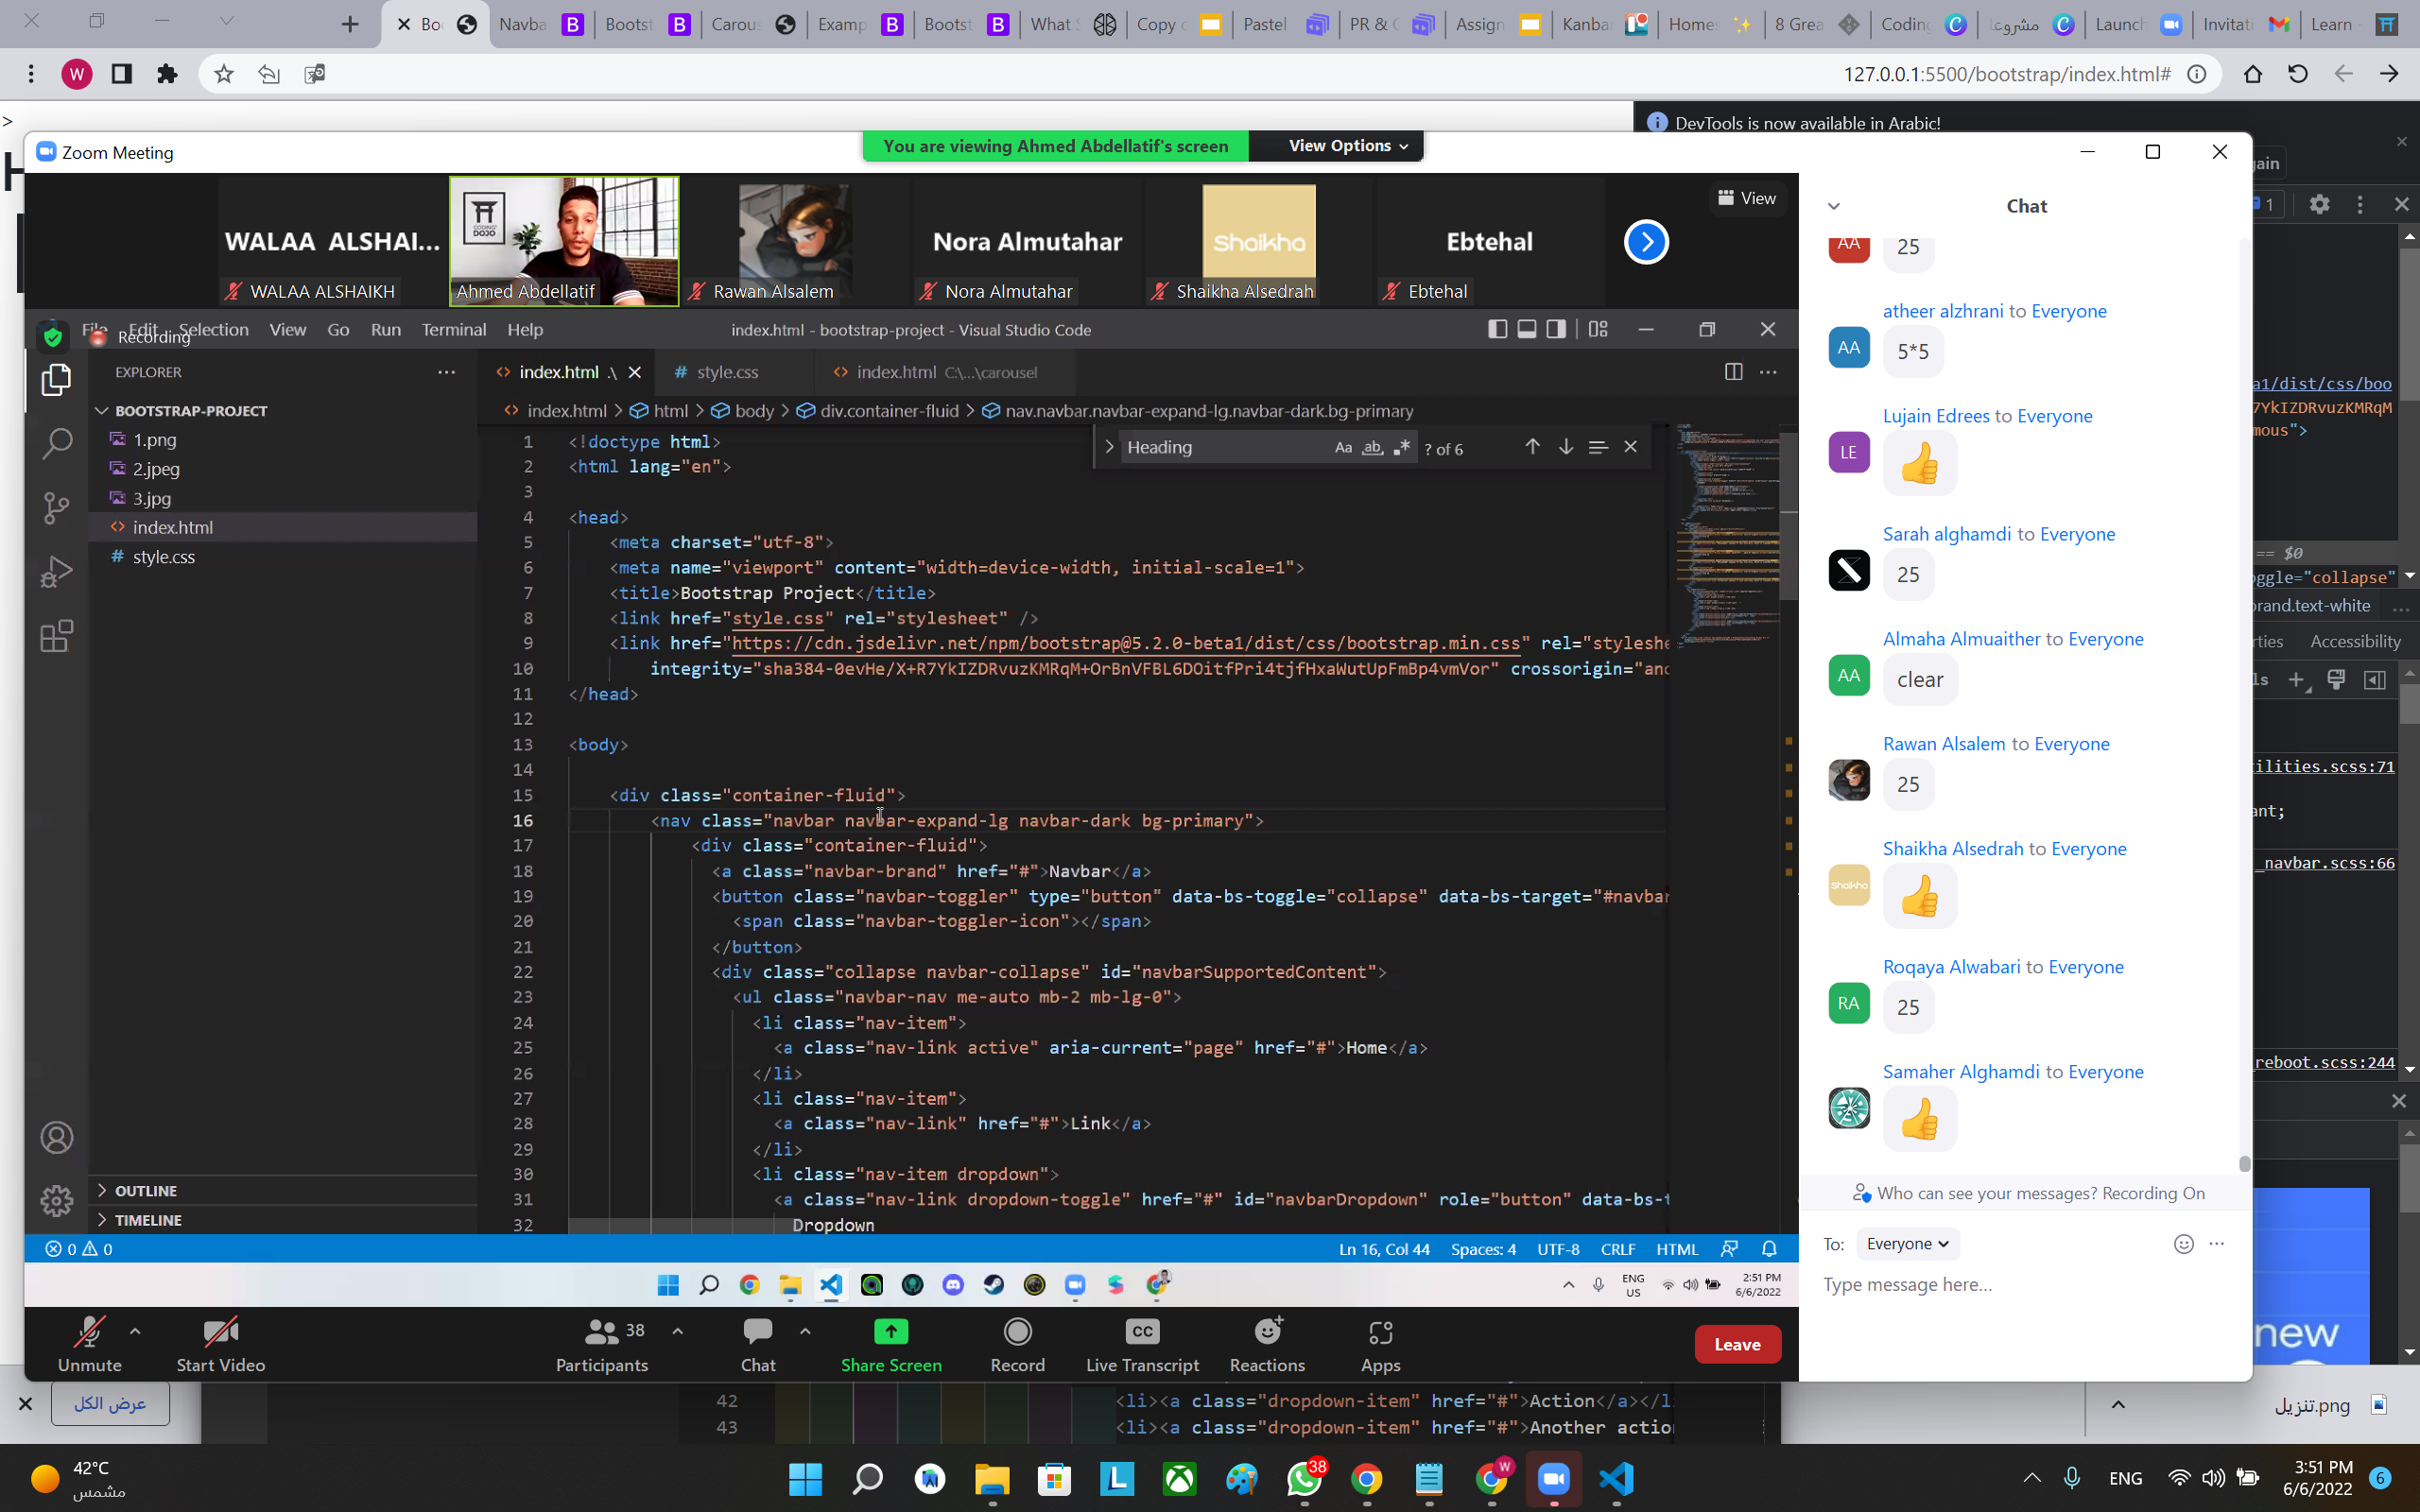 Bo
Navba
Bootst
Carou
Examp
Bootst
What S
Copy o
Pastel
PR & C
Assign
Kanba
Home
8 Grea
Coding
مشروعا
Launch
Invitati
Learn
W
127.0.0.1:5500/bootstrap/index.html#
>
DevTools is now available in Arabic!
Zoom Meeting
You are viewing Ahmed Abdellatif's screen
View Options
ain
WALAA ALSHAI...
WALAA ALSHAIKH
CODING DOJO
Ahmed Abdellatif
Rawan Alsalem
Nora Almutahar
Nora Almutahar
Shaikha
Shaikha Alsedrah
Ebtehal
Ebtehal
View
File Edit Selection View Go Run Terminal Help
Recording
index.html - bootstrap-project - Visual Studio Code
EXPLORER
index.html .\
# style.css
index.html C:\...\carousel
BOOTSTRAP-PROJECT
1.png
2.jpeg
3.jpg
index.html
# style.css
OUTLINE
TIMELINE
index.html > html > body > div.container-fluid > nav.navbar.navbar-expand-lg.navbar-dark.bg-primary
Heading
Aa
ab
? of 6
1 <!doctype html>
2 <html lang="en">
3
4 <head>
5 <meta charset="utf-8">
6 <meta name="viewport" content="width=device-width, initial-scale=1">
7 <title>Bootstrap Project</title>
8 <link href="style.css" rel="stylesheet" />
9 <link href="https://cdn.jsdelivr.net/npm/bootstrap@5.2.0-beta1/dist/css/bootstrap.min.css" rel="styleshe
10 integrity="sha384-0evHe/X+R7YkIZDRvuzKMRqM+OrBnVFBL6DOitfPri4tjfHxaWutUpFmBp4vmVor" crossorigin="ano
11 </head>
12
13 <body>
14
15 <div class="container-fluid">
16 <nav class="navbar navbar-expand-lg navbar-dark bg-primary">
17 <div class="container-fluid">
18 <a class="navbar-brand" href="#">Navbar</a>
19 <button class="navbar-toggler" type="button" data-bs-toggle="collapse" data-bs-target="#navbar
20 <span class="navbar-toggler-icon"></span>
21 </button>
22 <div class="collapse navbar-collapse" id="navbarSupportedContent">
23 <ul class="navbar-nav me-auto mb-2 mb-lg-0">
24 <li class="nav-item">
25 <a class="nav-link active" aria-current="page" href="#">Home</a>
26 </li>
27 <li class="nav-item">
28 <a class="nav-link" href="#">Link</a>
29 </li>
30 <li class="nav-item dropdown">
31 <a class="nav-link dropdown-toggle" href="#" id="navbarDropdown" role="button" data-bs-t
32 Dropdown
0 0
Ln 16, Col 44
Spaces: 4
UTF-8
CRLF
HTML
ENG
US
2:51 PM
6/6/2022
Unmute
Start Video
38
Participants
Chat
Share Screen
Record
CC
Live Transcript
Reactions
Apps
Leave
Chat
AA
25
atheer alzhrani to Everyone
AA
5*5
Lujain Edrees to Everyone
LE
Sarah alghamdi to Everyone
25
Almaha Almuaither to Everyone
AA
clear
Rawan Alsalem to Everyone
25
Shaikha Alsedrah to Everyone
Shaikha
Roqaya Alwabari to Everyone
RA
25
Samaher Alghamdi to Everyone
Who can see your messages? Recording On
To: Everyone
Type message here...
1
a1/dist/css/boo
7YkIZDRvuzKMRqM
mous">
== $0
oggle="collapse"
brand.text-white
...
rties
Accessibility
ls
ilities.scss:71
ant;
_navbar.scss:66
reboot.scss:244
new
عرض الكل
42 <li><a class="dropdown-item" href="#">Action</a></l
43 <li><a class="dropdown-item" href="#">Another actio
تنزيل.png
42°C
مشمس
L
38
W
ENG
3:51 PM
6/6/2022
6